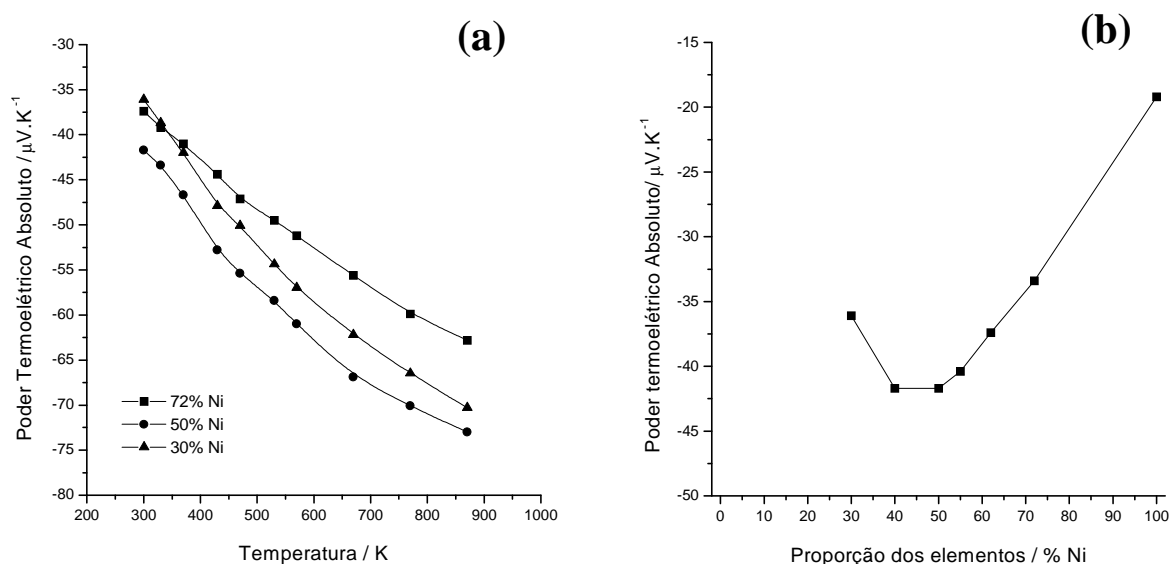 (a)
-30
-35
-40
-45
-50
-55
-60
-65
-70
-75
-80
200 300 400 500 600 700 800 900 1000
Poder Termoelétrico Absoluto / μV.K⁻¹
Temperatura / K
72% Ni
50% Ni
30% Ni
(b)
-15
-20
-25
-30
-35
-40
-45
-50
0 10 20 30 40 50 60 70 80 90 100
Poder termoelétrico Absoluto/ μV.K⁻¹
Proporção dos elementos / % Ni